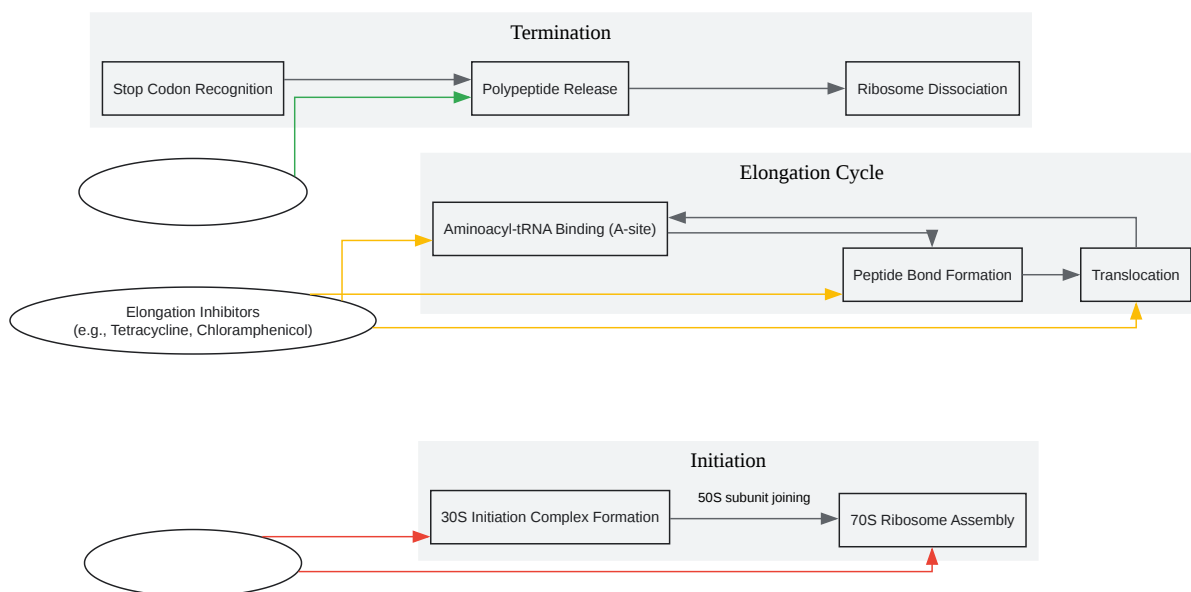 Termination
Stop Codon Recognition
Polypeptide Release
Ribosome Dissociation
Elongation Cycle
Aminoacyl-tRNA Binding (A-site)
Peptide Bond Formation
Translocation
Elongation Inhibitors
(e.g., Tetracycline, Chloramphenicol)
Initiation
50S subunit joining
30S Initiation Complex Formation
70S Ribosome Assembly